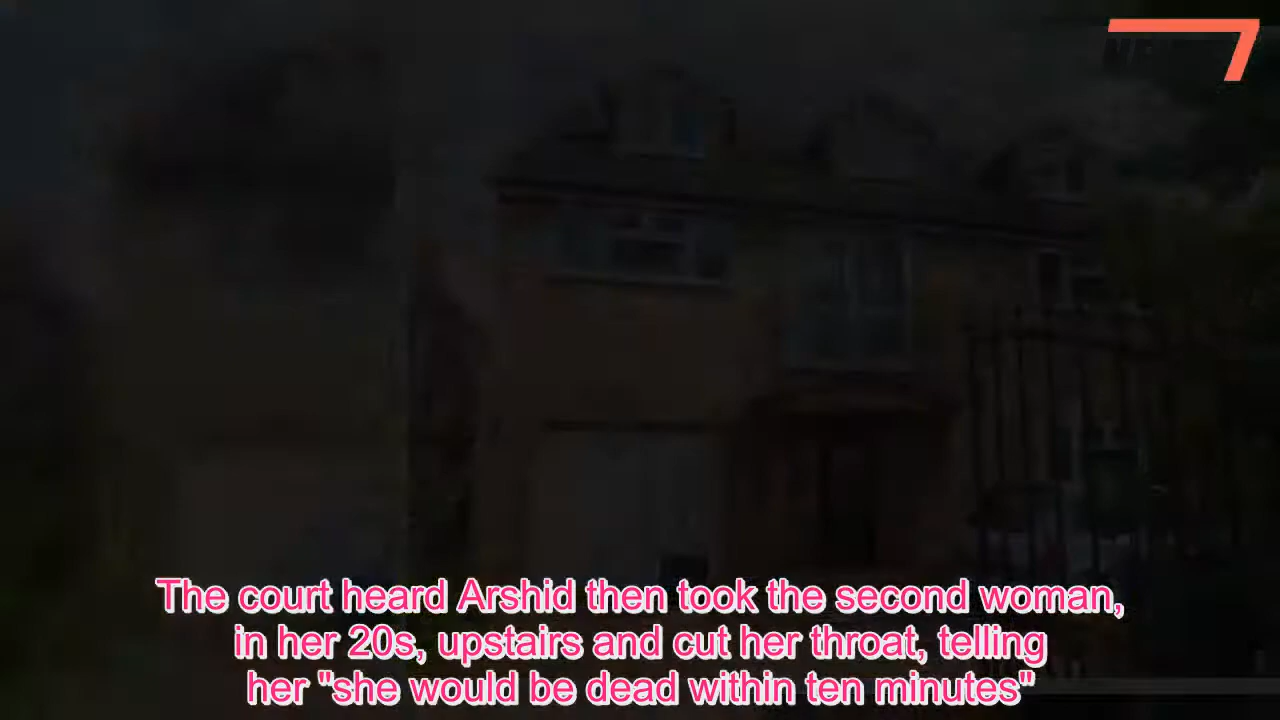 The court heard Arshid then took the second woman,
in her 20s, upstairs and cut her throat, telling
her "she would be dead within ten minutes"